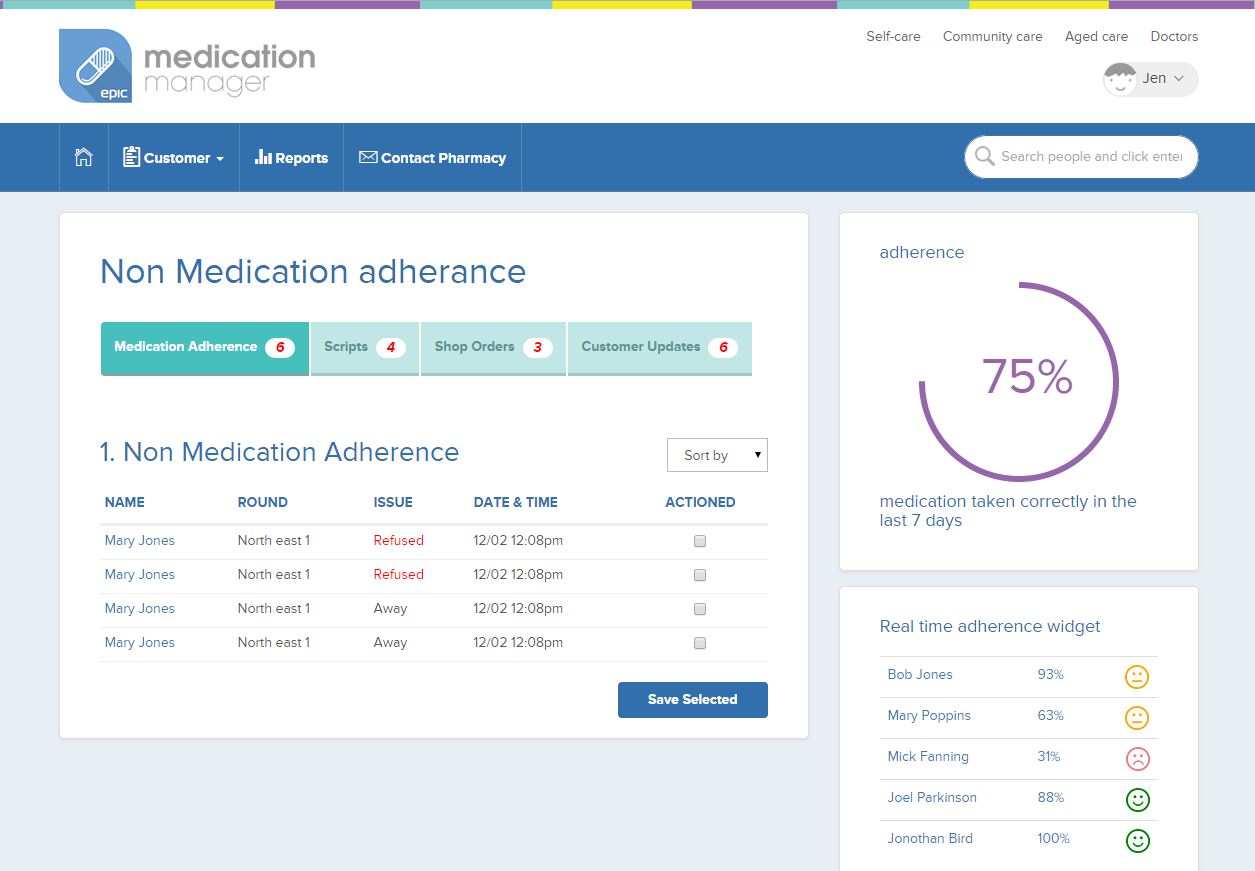 Self-care Community care Aged care Doctors
medication
manager
epic
Jen
Customer Reports Contact Pharmacy Search people and click enter
Non Medication adherance
Medication Adherence 6 Scripts 4 Shop Orders 3 Customer Updates 6
1. Non Medication Adherence Sort by
NAME ROUND ISSUE DATE & TIME ACTIONED
Mary Jones North east 1 Refused 12/02 12:08pm
Mary Jones North east 1 Refused 12/02 12:08pm
Mary Jones North east 1 Away 12/02 12:08pm
Mary Jones North east 1 Away 12/02 12:08pm
Save Selected
adherence
75%
medication taken correctly in the
last 7 days
Real time adherence widget
Bob Jones 93%
Mary Poppins 63%
Mick Fanning 31%
Joel Parkinson 88%
Jonothan Bird 100%